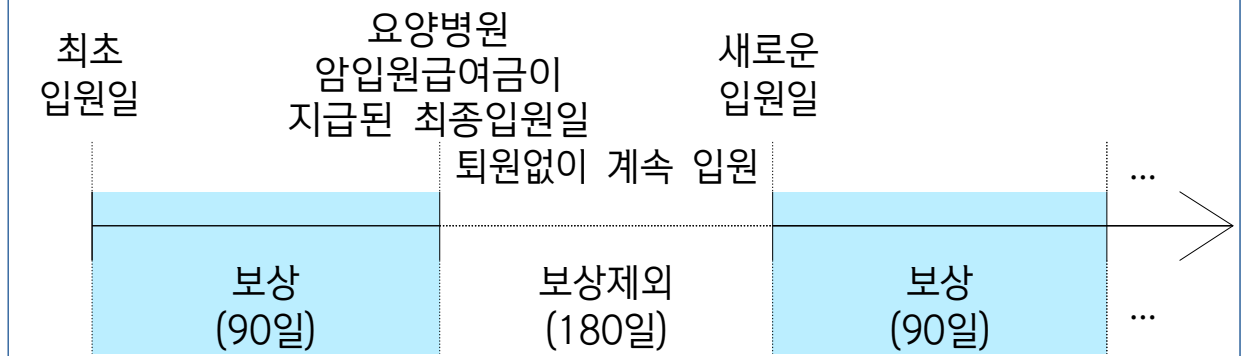 최초
입원일
요양병원
암입원급여금이
지급된 최종입원일
새로운
입원일
퇴원없이 계속 입원
...
보상
(90일)
보상제외
(180일)
보상
(90일)
...